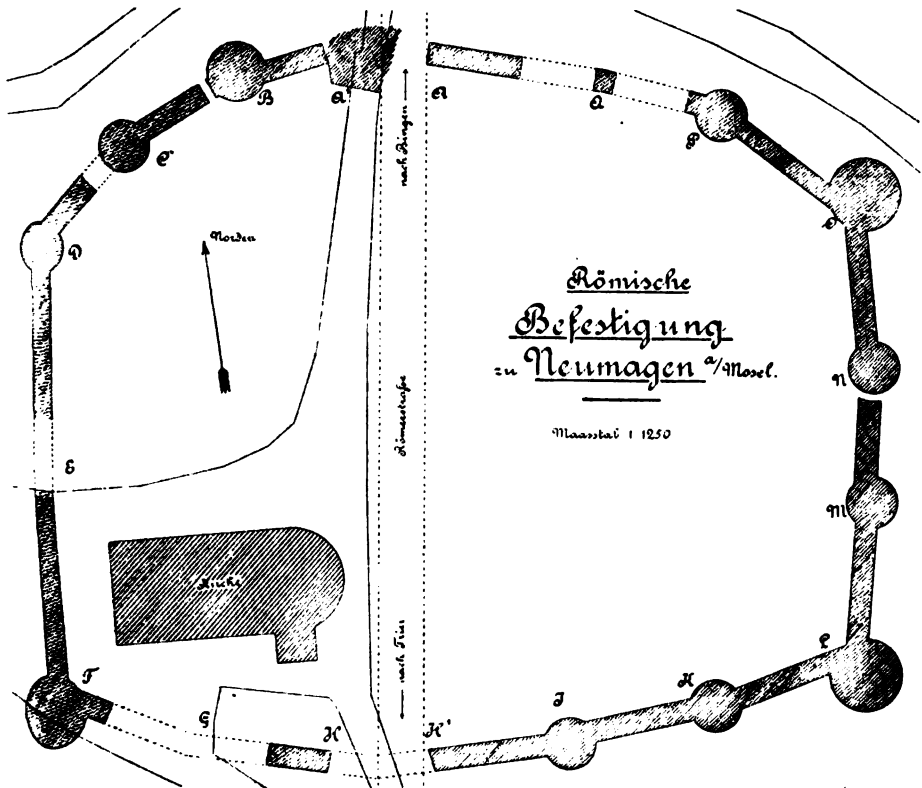 B
A'
A
Q
P
C
O
Norden
D
nach Bingen
Römische
Befestigung
zu Neumagen a/Mosel.
Maasstab 1 1250
N
Römerstraße
E
M
Kirche
nach Trier
F
L
K
J
G
H
H'